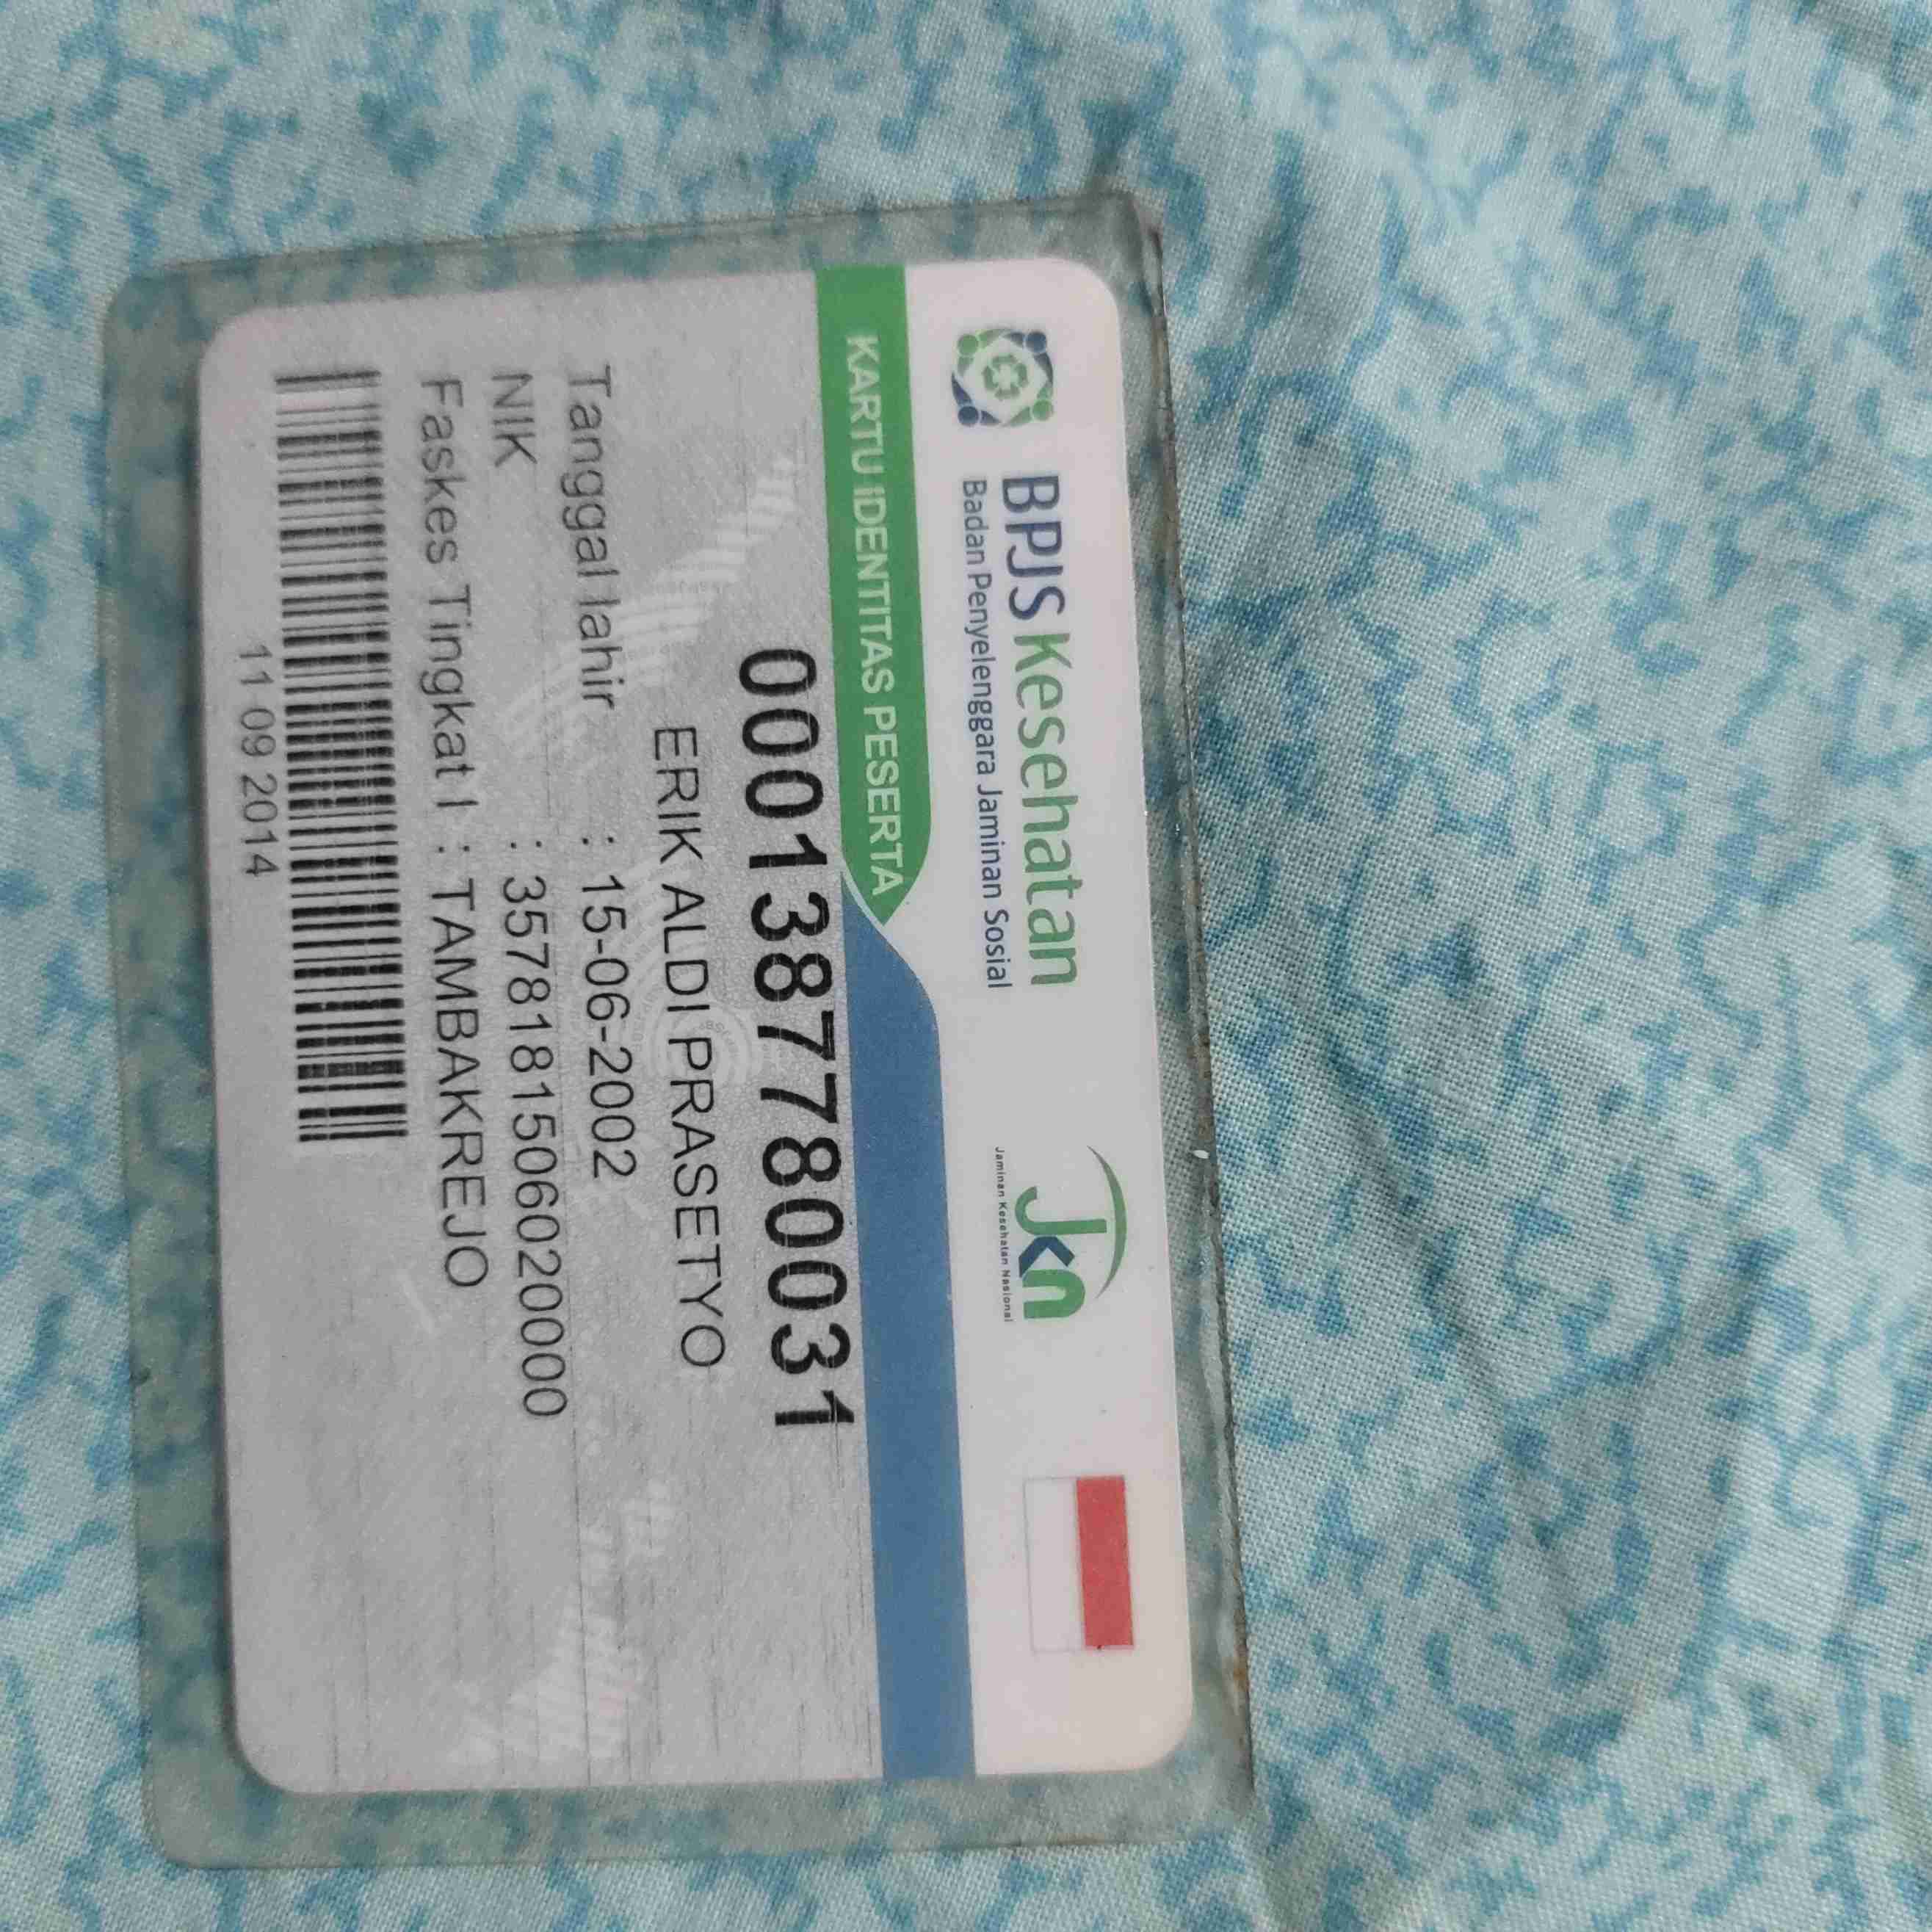 BPJS Kesehatan
Badan Penyelenggara Jaminan Sosial
Jkn
Jaminan Kesehatan Nasional
KARTU IDENTITAS PESERTA
0001387780031
ERIK ALDI PRASETYO
Tanggal lahir : 15-06-2002
NIK : 3578181506020000
Faskes Tingkat I : TAMBAKREJO
11 09 2014